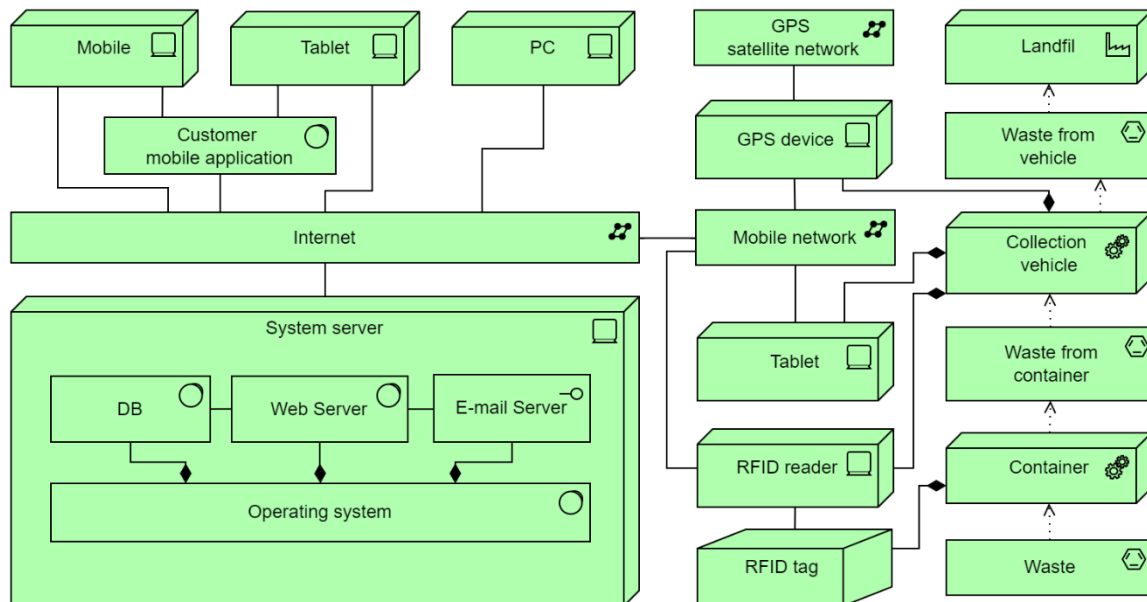 Mobile
Tablet
PC
GPS
satellite network
Landfil
Customer
mobile application
GPS device
Waste from
vehicle
Internet
Mobile network
Collection
vehicle
System server
Tablet
Waste from
container
DB
Web Server
E-mail Server
RFID reader
Container
Operating system
RFID tag
Waste